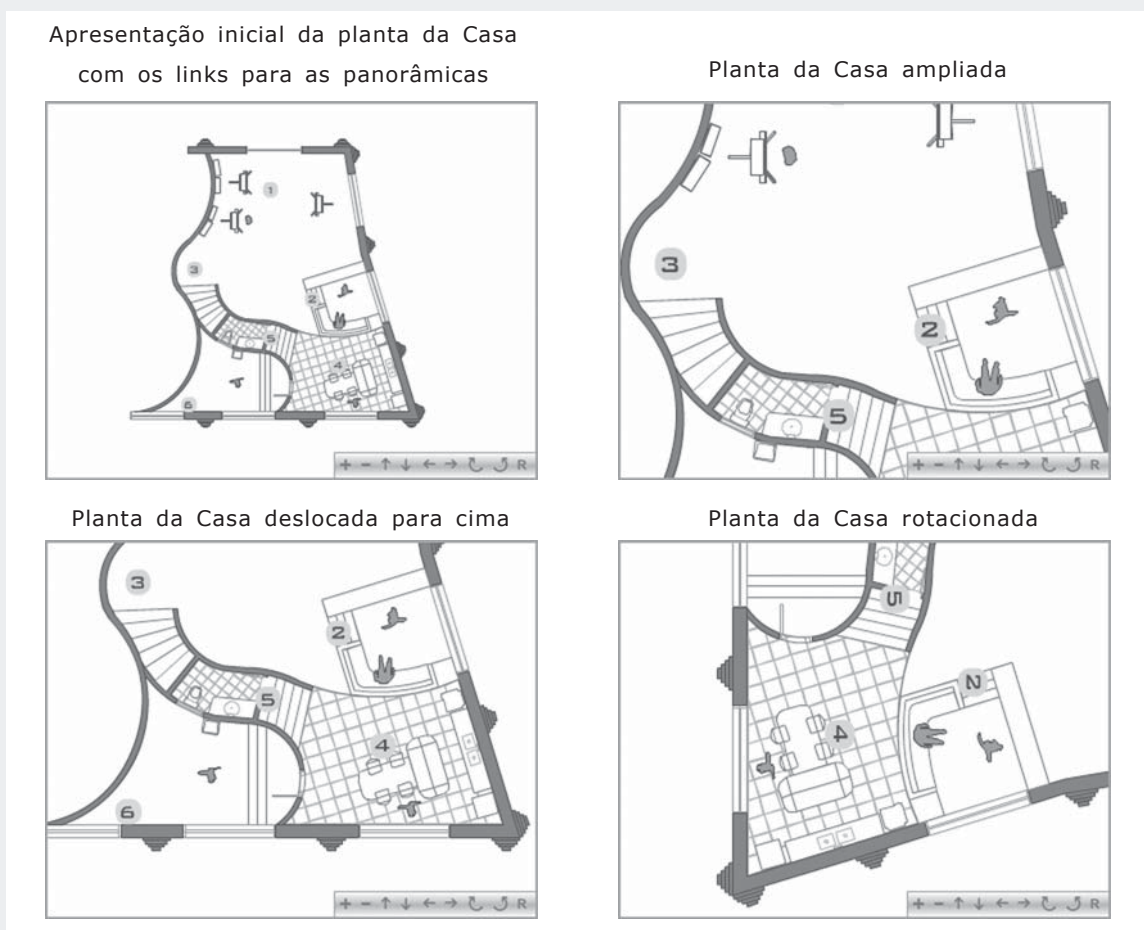 Apresentação inicial da planta da Casa
com os links para as panorâmicas
1
3
2
5
4
6
+ - ↑ ↓ ← → R
Planta da Casa ampliada
3
2
5
+ - ↑ ↓ ← → R
Planta da Casa deslocada para cima
3
2
5
4
6
+ - ↑ ↓ ← → R
Planta da Casa rotacionada
5
2
4
+ - ↑ ↓ ← → R